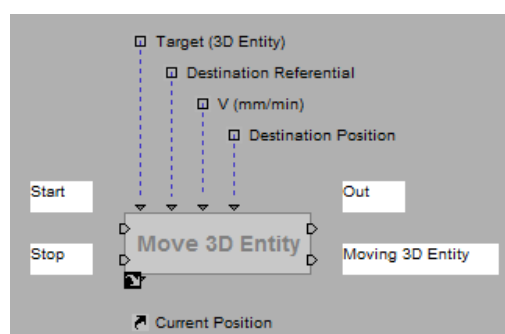 Target (3D Entity)
Destination Referential
V (mm/min)
Destination Position
Start
Out
Move 3D Entity
Stop
Moving 3D Entity
Current Position